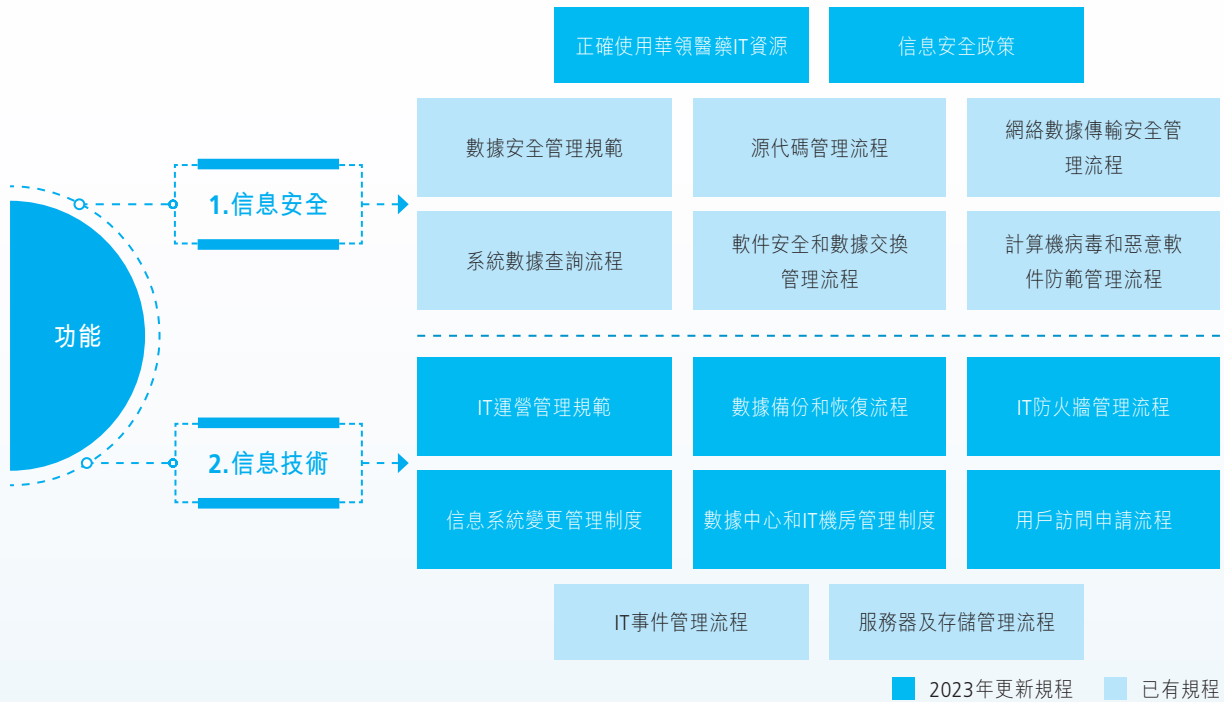 正確使用華領醫藥IT資源
信息安全政策
數據安全管理規範
源代碼管理流程
網絡數據傳輸安全管
理流程
1.信息安全
系統數據查詢流程
軟件安全和數據交換
管理流程
計算機病毒和惡意軟
件防範管理流程
功能
IT運營管理規範
數據備份和恢復流程
IT防火牆管理流程
2.信息技術
信息系統變更管理制度
數據中心和IT機房管理制度
用戶訪問申請流程
IT事件管理流程
服務器及存儲管理流程
2023年更新規程
已有規程